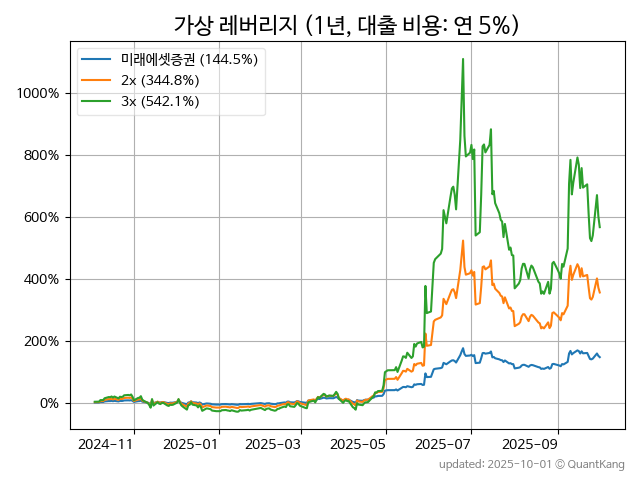 가상 레버리지 (1년, 대출 비용: 연 5%)
미래에셋증권 (144.5%)
2x (344.8%)
3x (542.1%)
1000%
800%
600%
400%
200%
0%
2024-11 2025-01 2025-03 2025-05 2025-07 2025-09
updated: 2025-10-01 © QuantKang